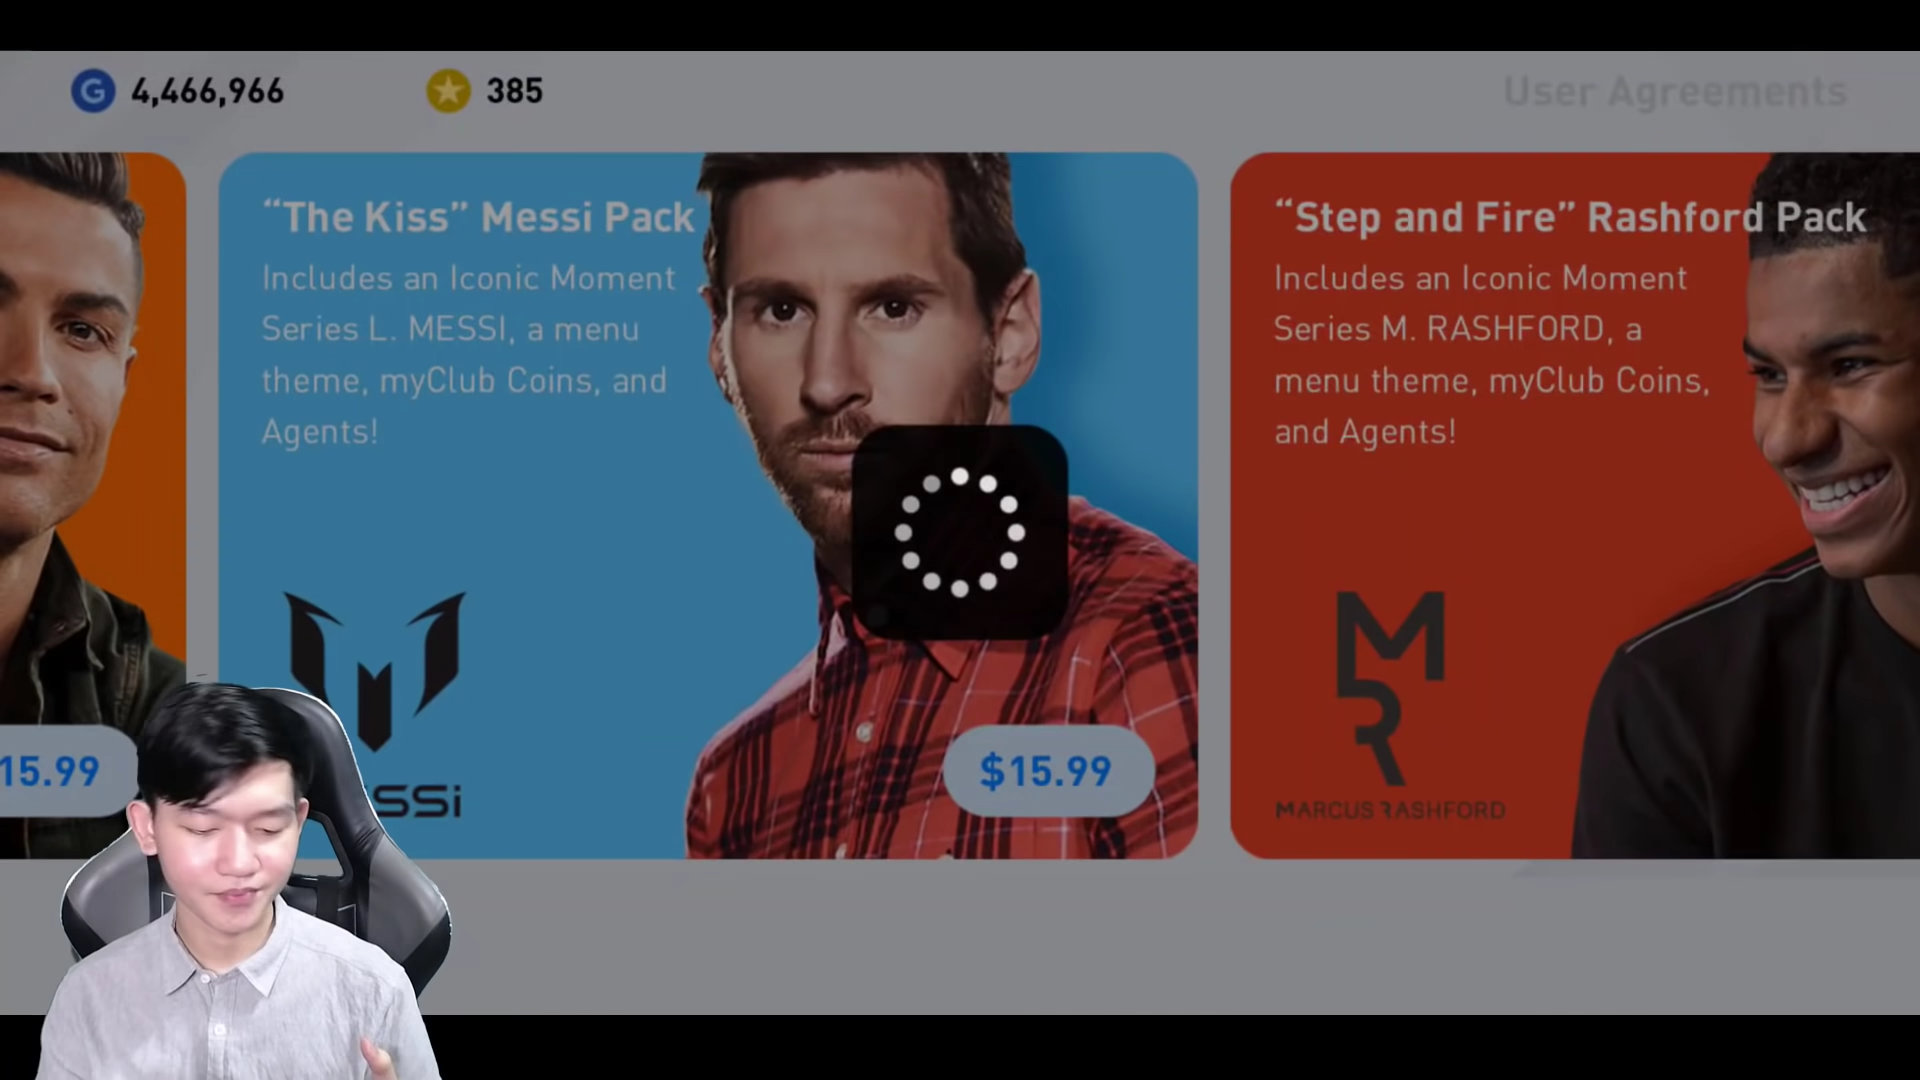 4,466,966
385
User Agreements
“The Kiss” Messi Pack
Includes an Iconic Moment
Series L. MESSI, a menu
theme, myClub Coins, and
Agents!
“Step and Fire” Rashford Pack
Includes an Iconic Moment
Series M. RASHFORD, a
menu theme, myClub Coins,
and Agents!
15.99
SSi
$15.99
MR
MARCUS RASHFORD